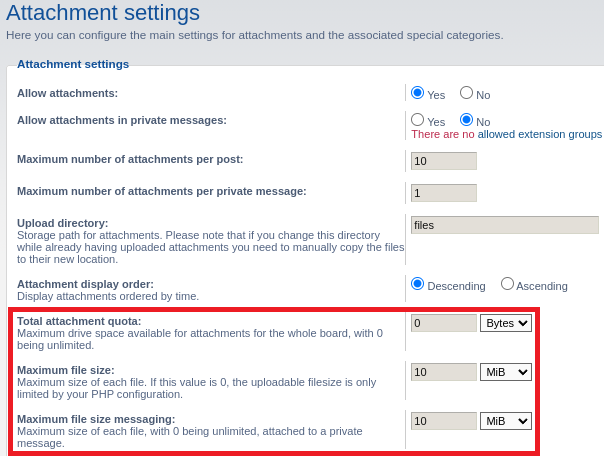 Attachment settings
Here you can configure the main settings for attachments and the associated special categories.
Attachment settings
Allow attachments:
Yes No
Allow attachments in private messages:
Yes No
There are no allowed extension groups
Maximum number of attachments per post:
10
Maximum number of attachments per private message:
1
Upload directory:
files
Storage path for attachments. Please note that if you change this directory
while already having uploaded attachments you need to manually copy the files
to their new location.
Attachment display order:
Descending Ascending
Display attachments ordered by time.
Total attachment quota:
0 Bytes
Maximum drive space available for attachments for the whole board, with 0
being unlimited.
Maximum file size:
10 MiB
Maximum size of each file. If this value is 0, the uploadable filesize is only
limited by your PHP configuration.
Maximum file size messaging:
10 MiB
Maximum size of each file, with 0 being unlimited, attached to a private
message.